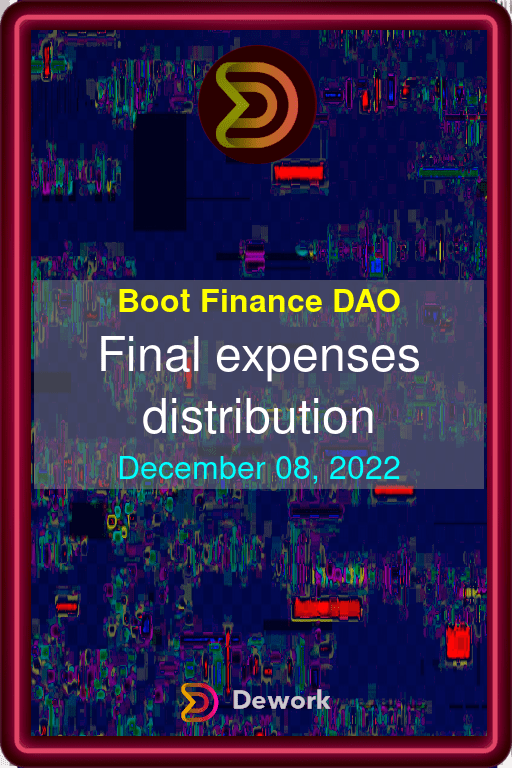 Boot Finance DAO
Final expenses
distribution
December 08, 2022
Dework